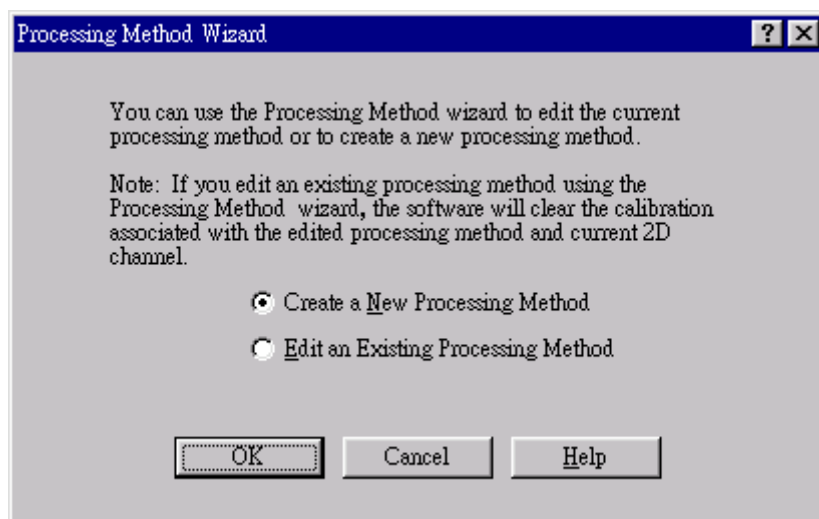 Processing Method Wizard
You can use the Processing Method wizard to edit the current
processing method or to create a new processing method.
Note: If you edit an existing processing method using the
Processing Method wizard, the software will clear the calibration
associated with the edited processing method and current 2D
channel.
Create a New Processing Method
Edit an Existing Processing Method
OK Cancel Help